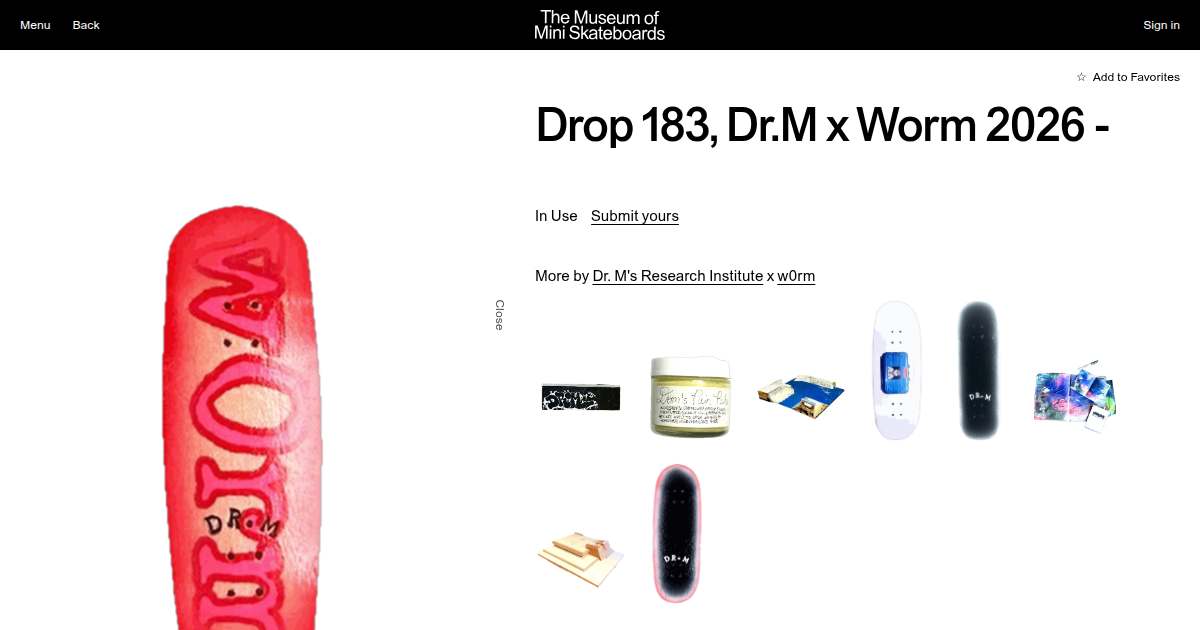 Menu
Back
The Museum of
Mini Skateboards
Sign in
☆ Add to Favorites
Drop 183, Dr.M x Worm 2026 -
In Use Submit yours
More by Dr. M's Research Institute x w0rm
Close
DR.M
DR.M
DR.M